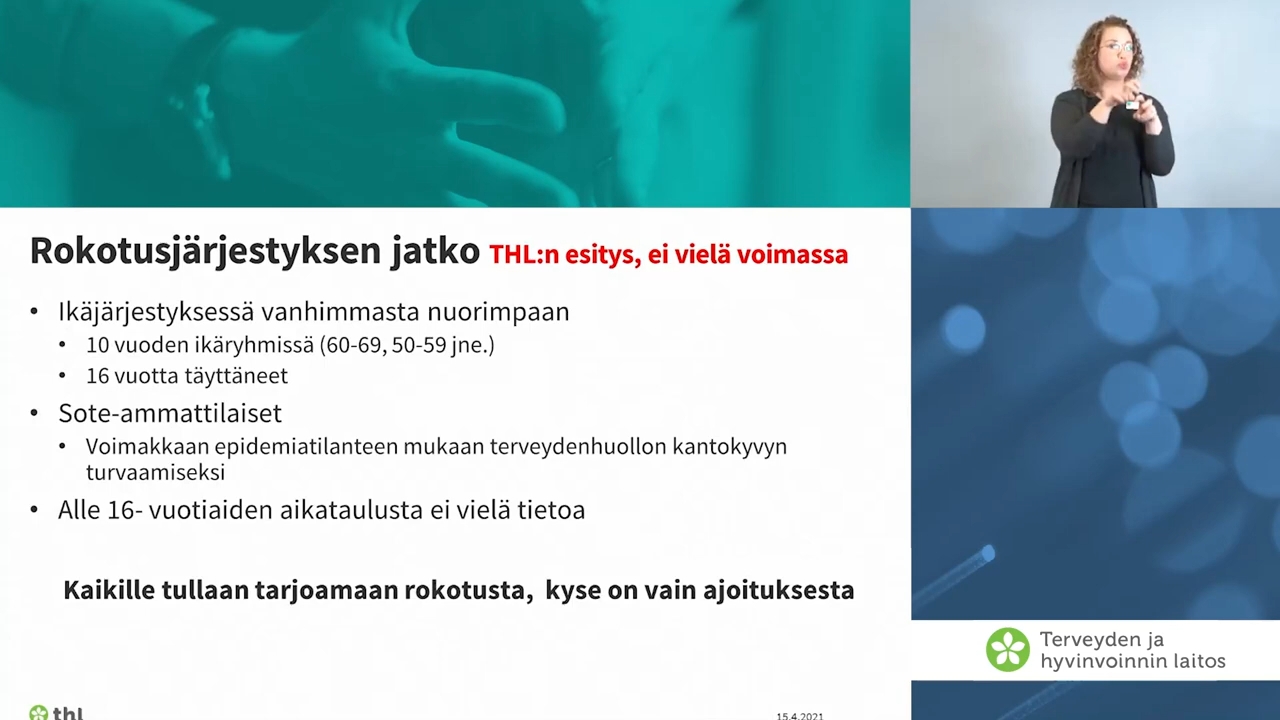 Rokotusjärjestyksen jatko THL:n esitys, ei vielä voimassa
• Ikäjärjestyksessä vanhimmasta nuorimpaan
• 10 vuoden ikäryhmissä (60-69, 50-59 jne.)
• 16 vuotta täyttäneet
• Sote-ammattilaiset
• Voimakkaan epidemiatilanteen mukaan terveydenhuollon kantokyvyn
turvaamiseksi
• Alle 16- vuotiaiden aikataulusta ei vielä tietoa
Kaikille tullaan tarjoamaan rokotusta, kyse on vain ajoituksesta
Terveyden ja
hyvinvoinnin laitos
thl
15.4.2021